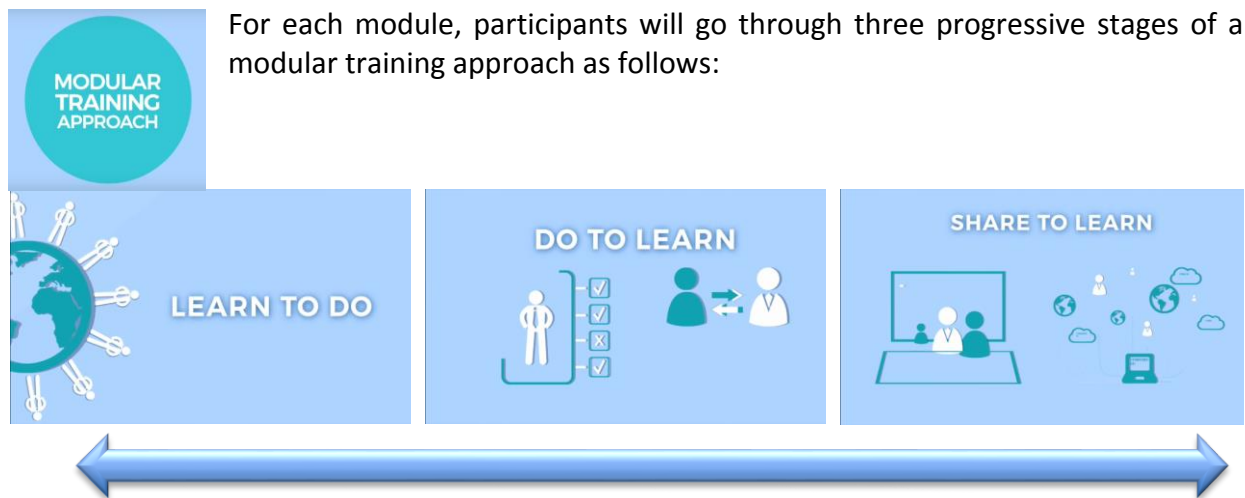 MODULAR
TRAINING
APPROACH
For each module, participants will go through three progressive stages of a
modular training approach as follows:
LEARN TO DO
DO TO LEARN
SHARE TO LEARN